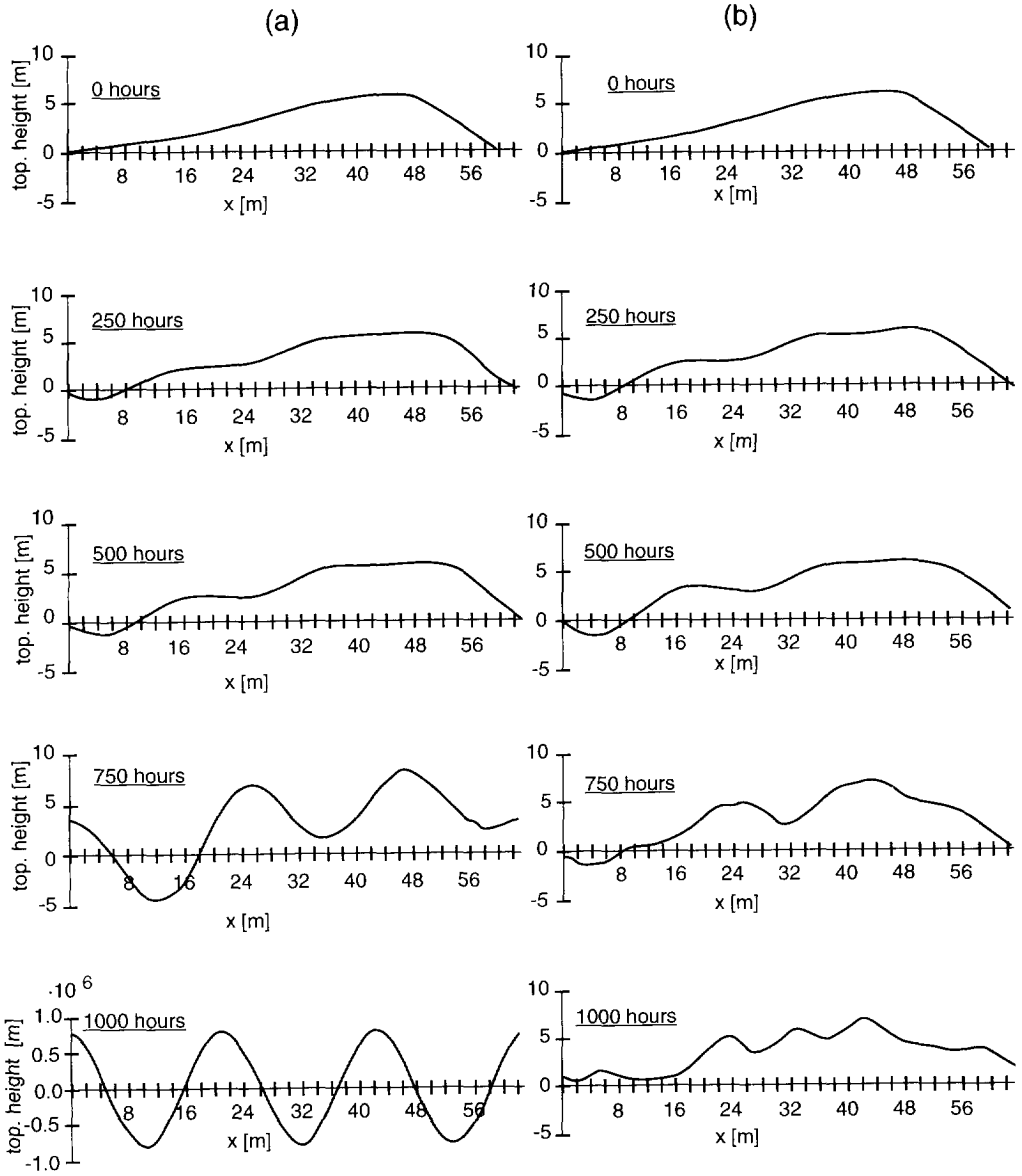 (a)
10
5
0
-5
top. height [m]
0 hours
8 16 24 32 40 48 56
x [m]
10
5
0
-5
top. height [m]
250 hours
8 16 24 32 40 48 56
x [m]
10
5
0
-5
top. height [m]
500 hours
8 16 24 32 40 48 56
x [m]
10
5
0
-5
top. height [m]
750 hours
8 16 24 32 40 48 56
x [m]
·10 6
1.0
0.5
0.0
-0.5
-1.0
top. height [m]
1000 hours
8 16 24 32 40 48 56
x [m]
(b)
10
5
0
-5
0 hours
8 16 24 32 40 48 56
x [m]
10
5
0
-5
250 hours
8 16 24 32 40 48 56
x [m]
10
5
0
-5
500 hours
8 16 24 32 40 48 56
x [m]
10
5
0
-5
750 hours
8 16 24 32 40 48 56
x [m]
10
5
0
-5
1000 hours
8 16 24 32 40 48 56
x [m]